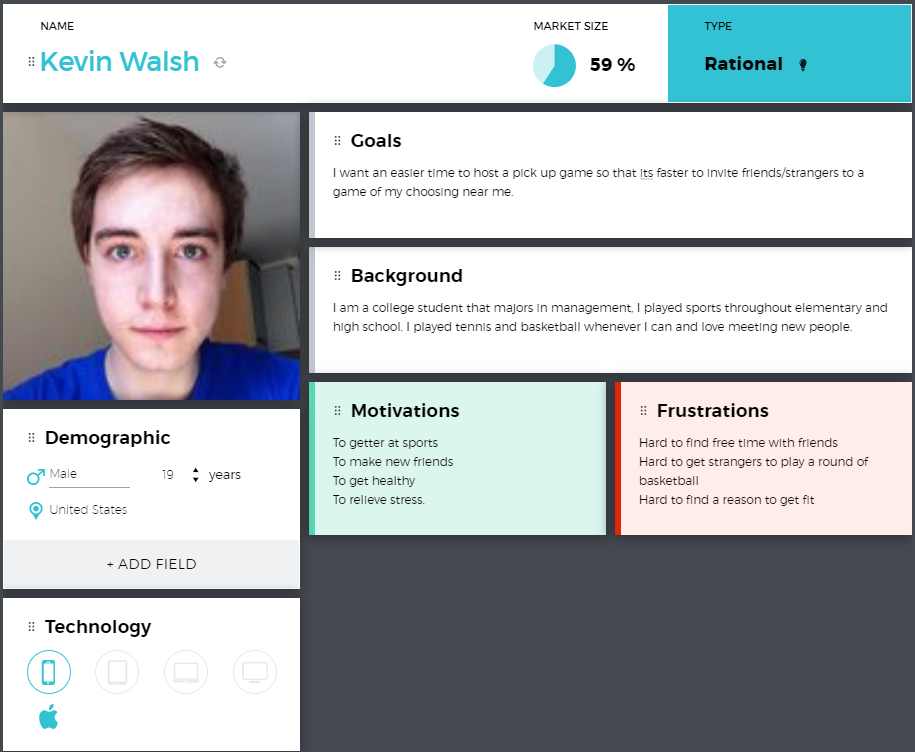 NAME
Kevin Walsh
MARKET SIZE
59 %
TYPE
Rational
Goals
I want an easier time to host a pick up game so that its faster to invite friends/strangers to a
game of my choosing near me.
Background
I am a college student that majors in management, I played sports throughout elementary and
high school. I played tennis and basketball whenever I can and love meeting new people.
Motivations
To getter at sports
To make new friends
To get healthy
To relieve stress.
Frustrations
Hard to find free time with friends
Hard to get strangers to play a round of
basketball
Hard to find a reason to get fit
Demographic
Male 19 years
United States
+ ADD FIELD
Technology